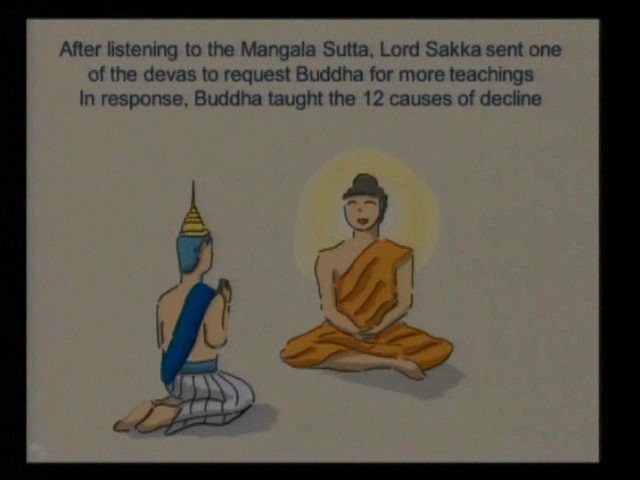 After listening to the Mangala Sutta, Lord Sakka sent one
of the devas to request Buddha for more teachings
In response, Buddha taught the 12 causes of decline